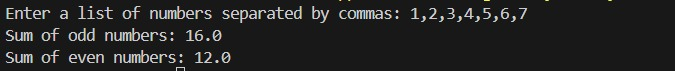 Enter a list of numbers separated by commas: 1,2,3,4,5,6,7
Sum of odd numbers: 16.0
Sum of even numbers: 12.0